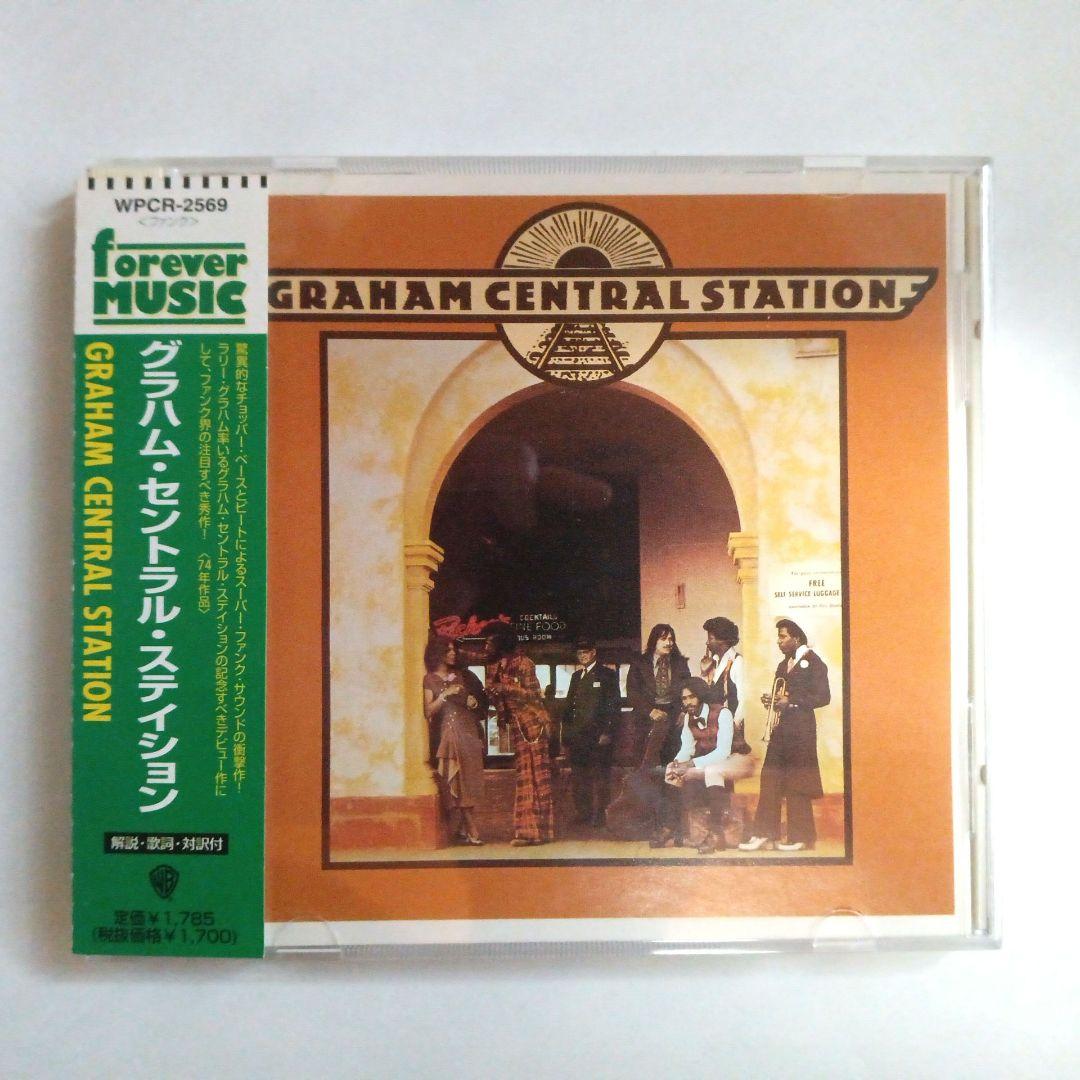 WPCR-2569
<ファンク>
forever
MUSIC
グラハム・セントラル・ステイション
GRAHAM CENTRAL STATION
驚異的なチョッパー・ベースとビートによるスーパー・ファンク・サウンドの衝撃作!
ラリー・グラハム率いるグラハム・セントラル・ステイションの記念すべきデビュー作に
して、ファンク界の注目すべき秀作! 〈74年作品〉
解説・歌詞・対訳付
WB
定価¥1,785
(税抜価格¥1,700)
GRAHAM CENTRAL STATION
COCKTAILS
FINE FOOD
FREE
SELF SERVICE LUGGAGE